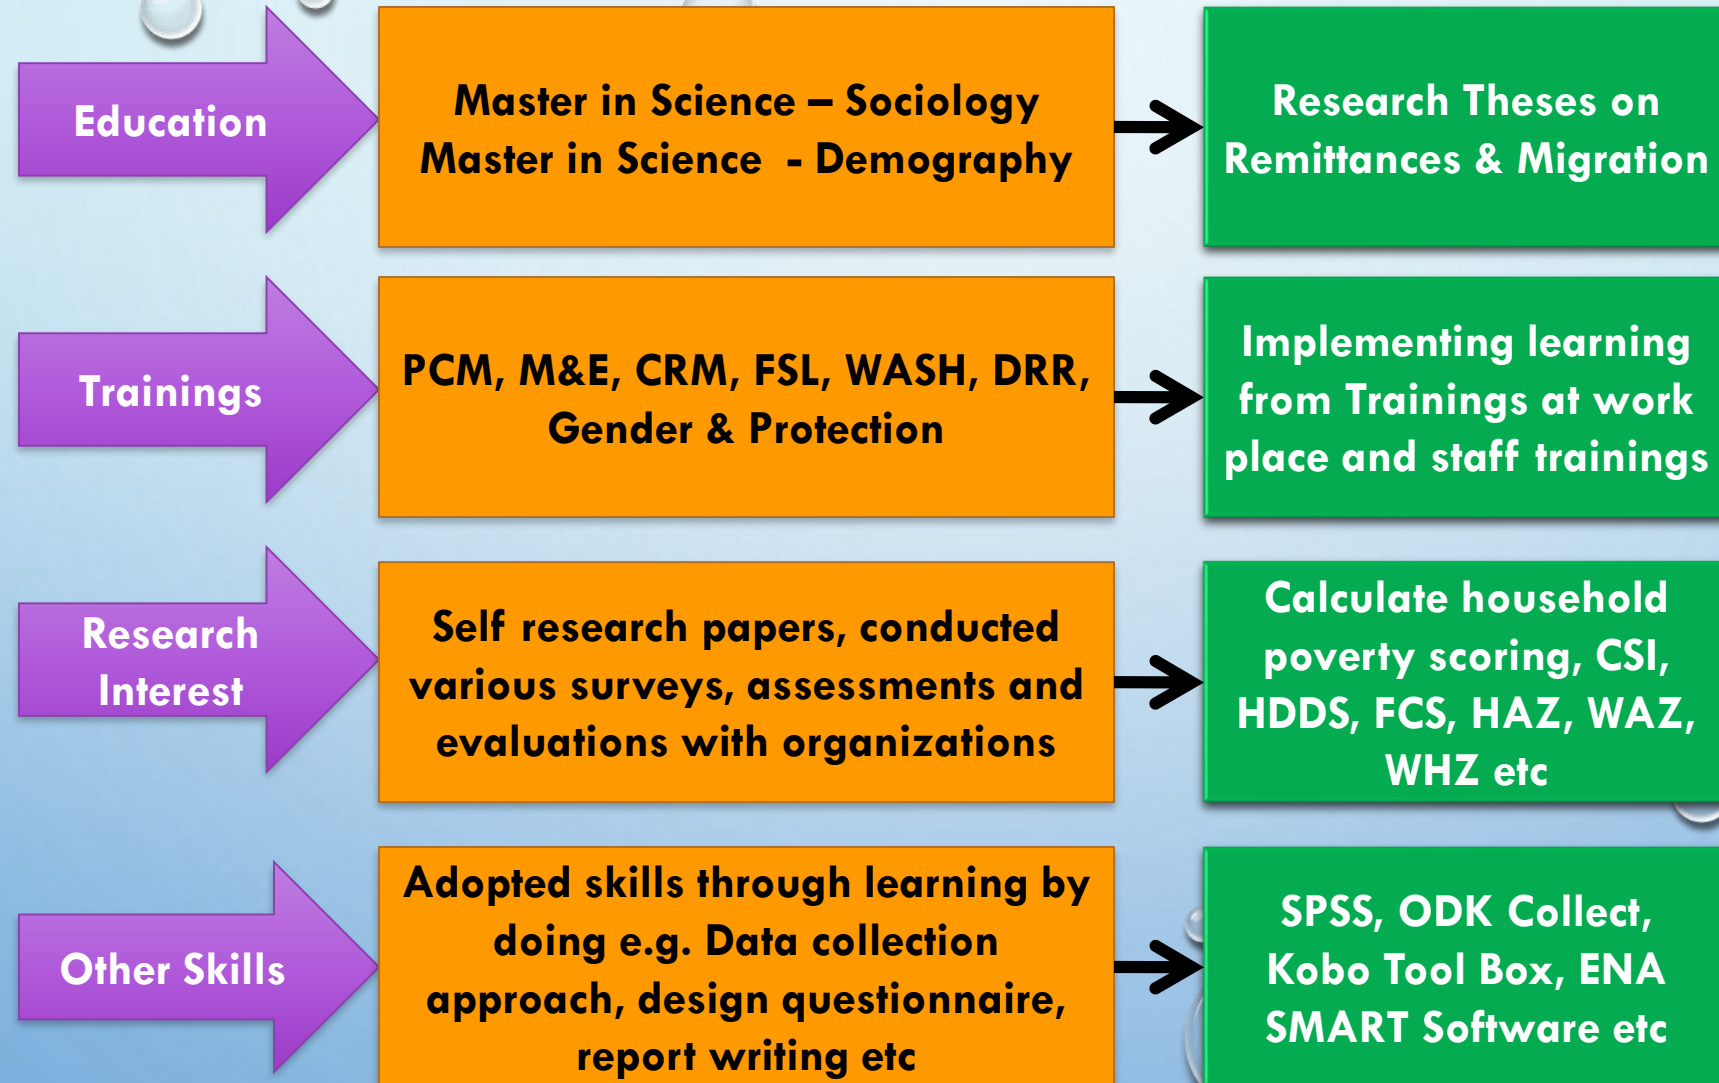 Education
Master in Science – Sociology
Master in Science - Demography
Research Theses on
Remittances & Migration
Trainings
PCM, M&E, CRM, FSL, WASH, DRR,
Gender & Protection
Implementing learning
from Trainings at work
place and staff trainings
Research
Interest
Self research papers, conducted
various surveys, assessments and
evaluations with organizations
Calculate household
poverty scoring, CSI,
HDDS, FCS, HAZ, WAZ,
WHZ etc
Other Skills
Adopted skills through learning by
doing e.g. Data collection
approach, design questionnaire,
report writing etc
SPSS, ODK Collect,
Kobo Tool Box, ENA
SMART Software etc